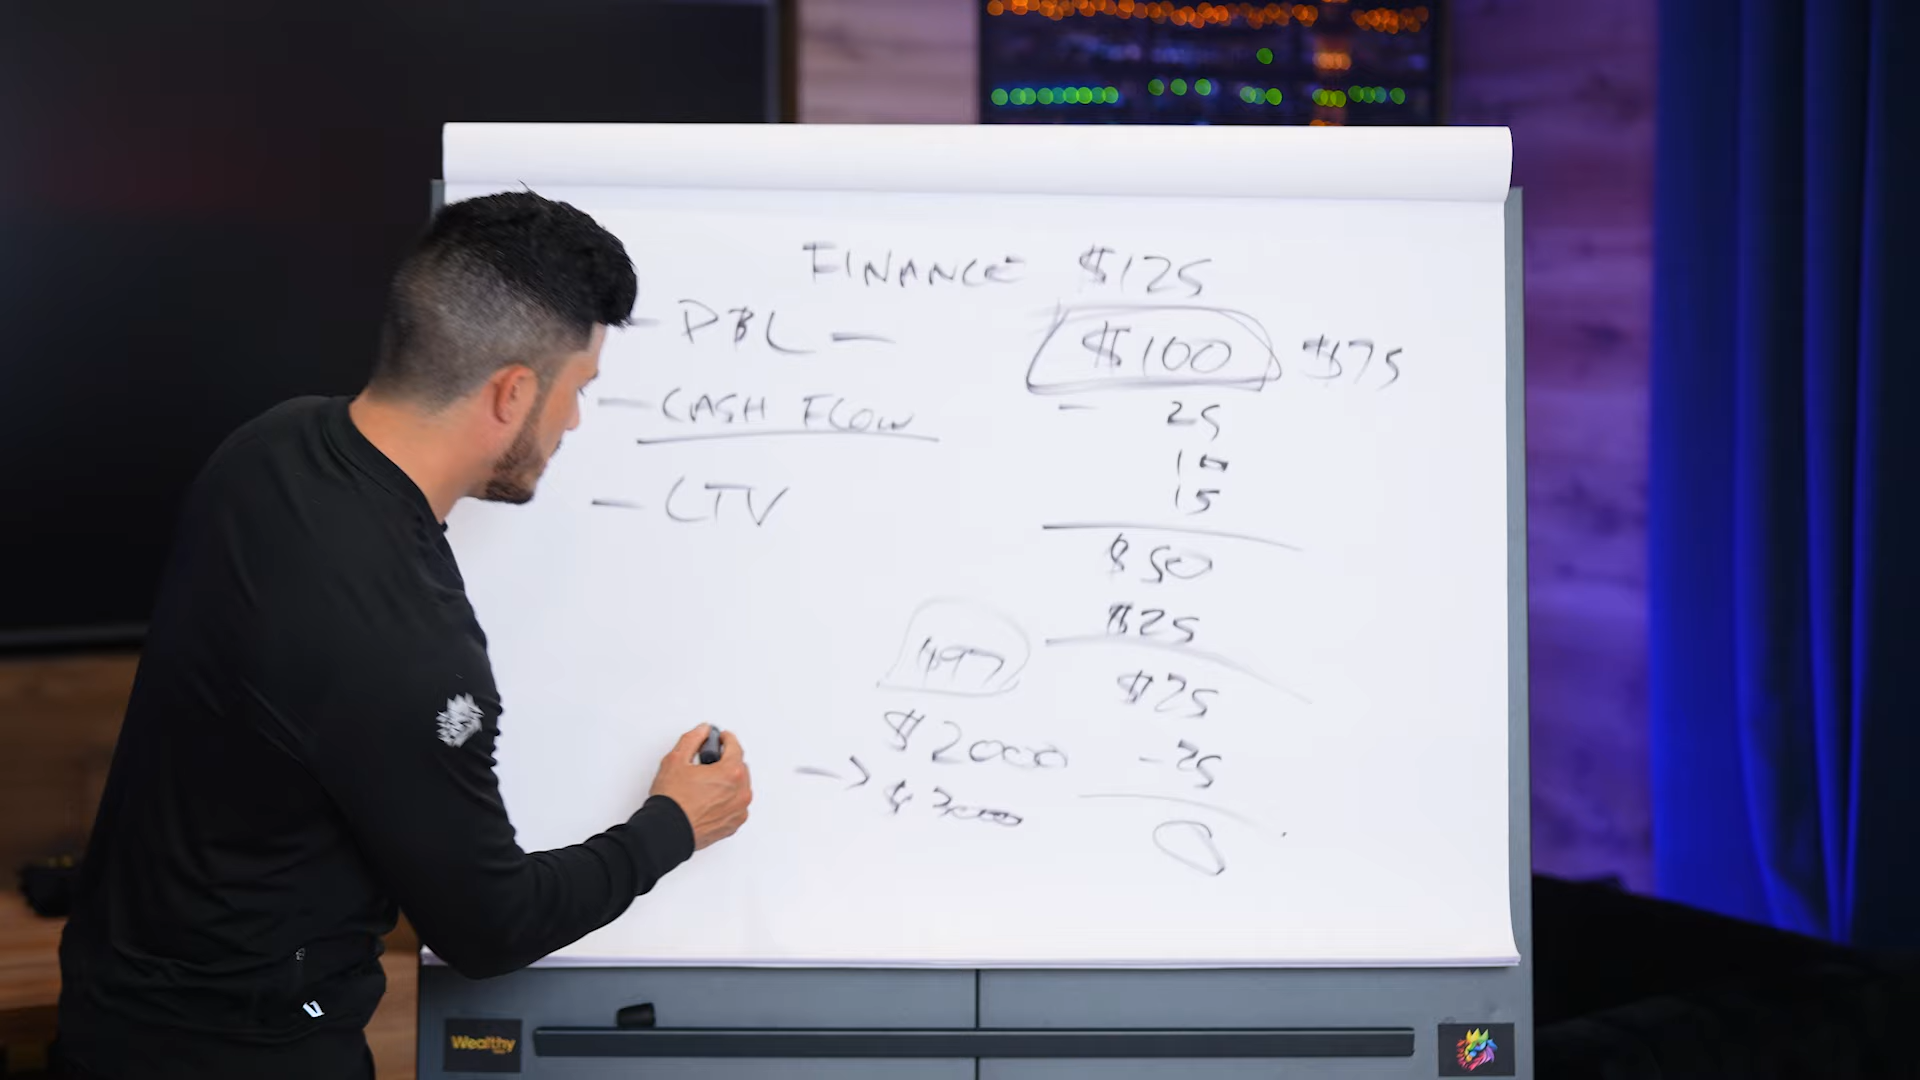 FINANCE $125
- PBL -
$100 $75
- CASH FLOW
- 25
10
- LTV
15
$50
$25
$97
$25
$2000
- 25
→ $3000
0
Wealthy